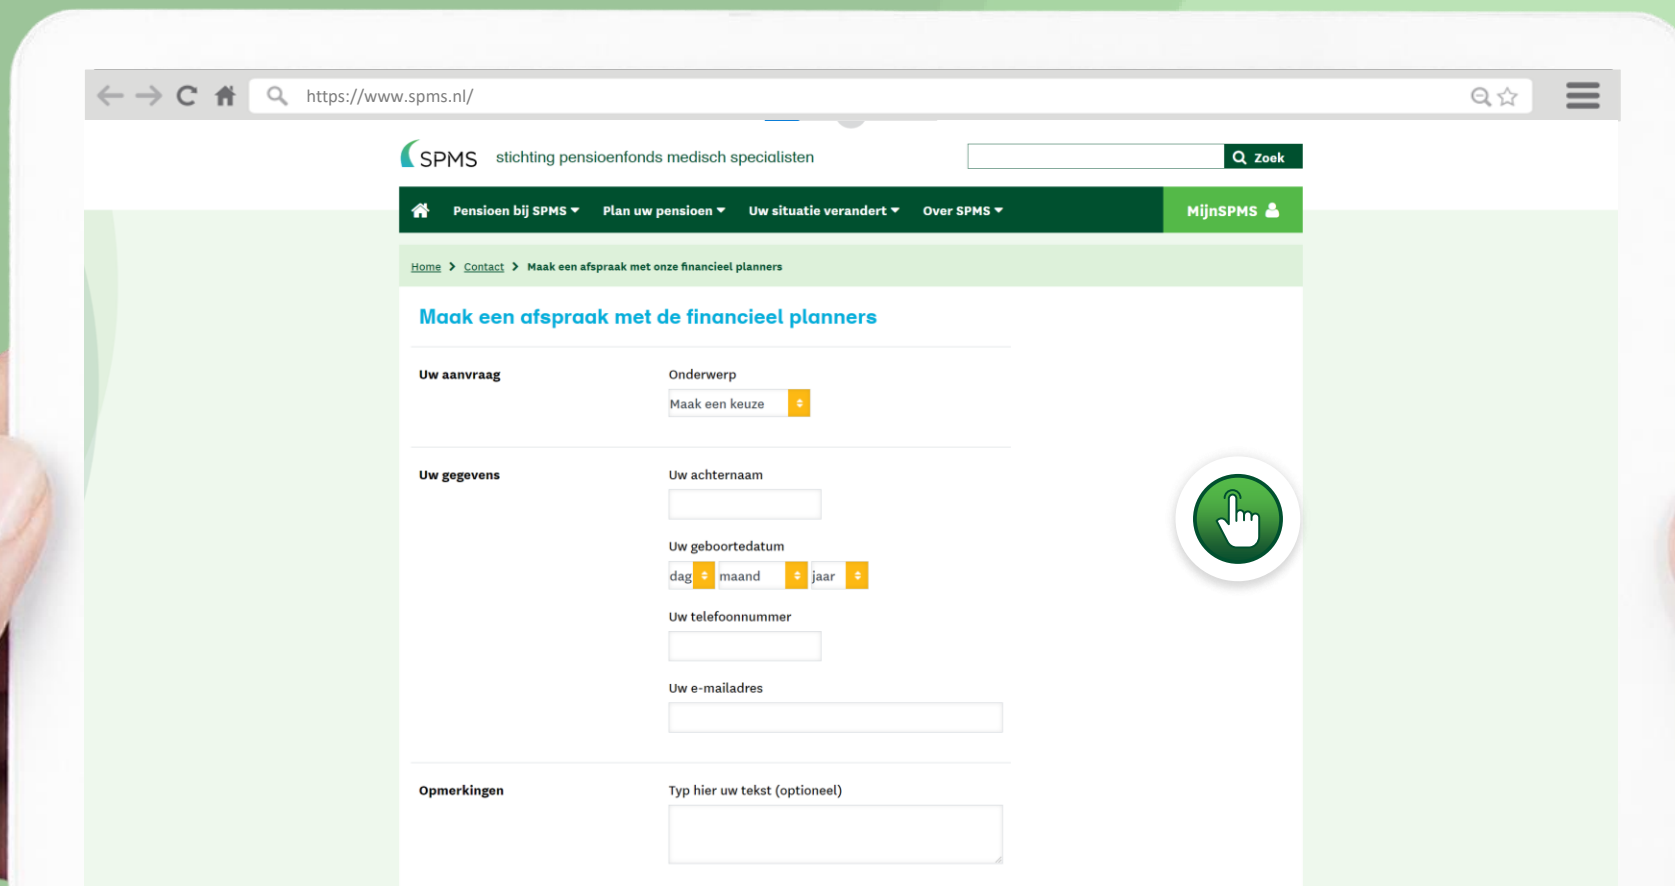 https://www.spms.nl/
SPMS stichting pensioenfonds medisch specialisten
Zoek
Pensioen bij SPMS Plan uw pensioen Uw situatie verandert Over SPMS MijnSPMS
Home > Contact > Maak een afspraak met onze financieel planners
Maak een afspraak met de financieel planners
Uw aanvraag
Onderwerp
Maak een keuze
Uw gegevens
Uw achternaam
Uw geboortedatum
dag maand jaar
Uw telefoonnummer
Uw e-mailadres
Opmerkingen
Typ hier uw tekst (optioneel)